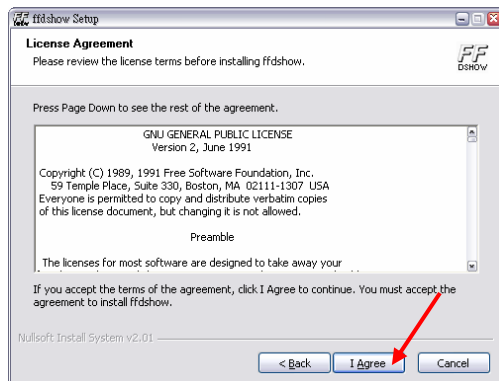 ffdshow Setup
License Agreement
Please review the license terms before installing ffdshow.
FF
DSHOW
Press Page Down to see the rest of the agreement.
GNU GENERAL PUBLIC LICENSE
Version 2, June 1991
Copyright (C) 1989, 1991 Free Software Foundation, Inc.
59 Temple Place, Suite 330, Boston, MA 02111-1307 USA
Everyone is permitted to copy and distribute verbatim copies
of this license document, but changing it is not allowed.
Preamble
The licenses for most software are designed to take away your
If you accept the terms of the agreement, click I Agree to continue. You must accept the
agreement to install ffdshow.
Nullsoft Install System v2.01
< Back
I Agree
Cancel